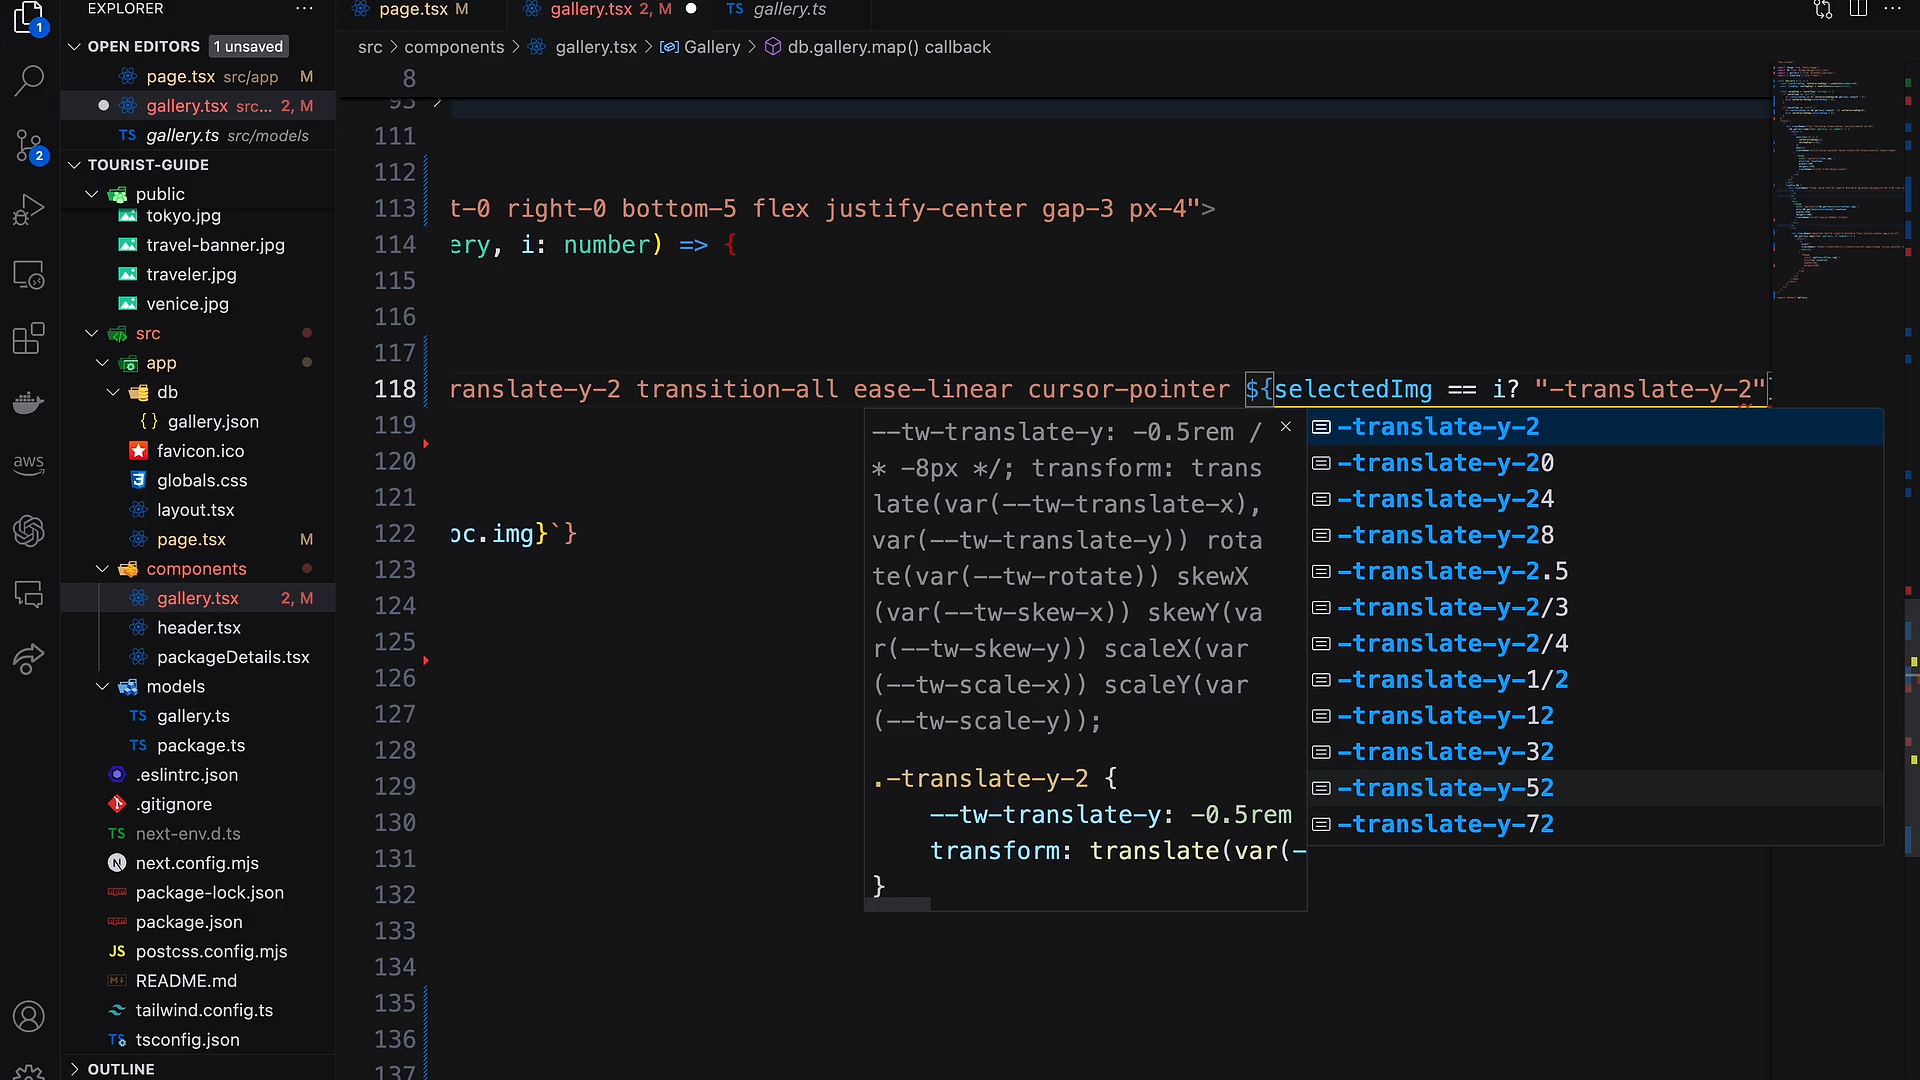 EXPLORER
OPEN EDITORS 1 unsaved
page.tsx src/app M
gallery.tsx src... 2, M
TS gallery.ts src/models
TOURIST-GUIDE
public
tokyo.jpg
travel-banner.jpg
traveler.jpg
venice.jpg
src
app
db
{} gallery.json
favicon.ico
globals.css
layout.tsx
page.tsx M
components
gallery.tsx 2, M
header.tsx
packageDetails.tsx
models
TS gallery.ts
TS package.ts
.eslintrc.json
.gitignore
TS next-env.d.ts
N next.config.mjs
package-lock.json
package.json
JS postcss.config.mjs
README.md
tailwind.config.ts
TS tsconfig.json
OUTLINE
1
2
aws
page.tsx M
gallery.tsx 2, M
TS gallery.ts
src > components > gallery.tsx > Gallery > db.gallery.map() callback
8
93
111
112
113 t-0 right-0 bottom-5 flex justify-center gap-3 px-4">
114 ery, i: number) => {
115
116
117
118 ranslate-y-2 transition-all ease-linear cursor-pointer ${selectedImg == i? "-translate-y-2"
119
120
121
122 oc.img}`}
123
124
125
126
127
128
129
130
131
132
133
134
135
136
137
--tw-translate-y: -0.5rem /
* -8px */; transform: trans
late(var(--tw-translate-x),
var(--tw-translate-y)) rota
te(var(--tw-rotate)) skewX
(var(--tw-skew-x)) skewY(va
r(--tw-skew-y)) scaleX(var
(--tw-scale-x)) scaleY(var
(--tw-scale-y));
.-translate-y-2 {
--tw-translate-y: -0.5rem
transform: translate(var(-
}
-translate-y-2
-translate-y-20
-translate-y-24
-translate-y-28
-translate-y-2.5
-translate-y-2/3
-translate-y-2/4
-translate-y-1/2
-translate-y-12
-translate-y-32
-translate-y-52
-translate-y-72